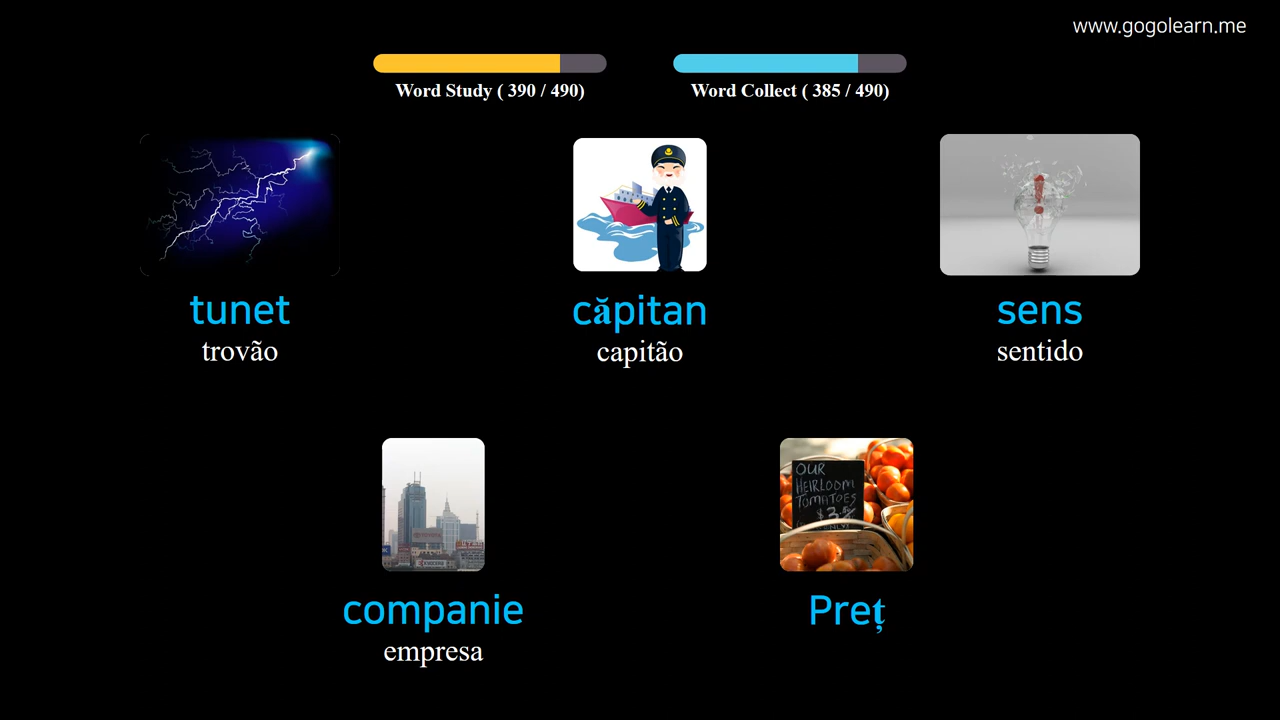 www.gogolearn.me
Word Study ( 390 / 490)
Word Collect ( 385 / 490)
tunet
trovão
căpitan
capitão
sens
sentido
companie
empresa
OUR
HEIRLOOM
TOMATOES
Preț